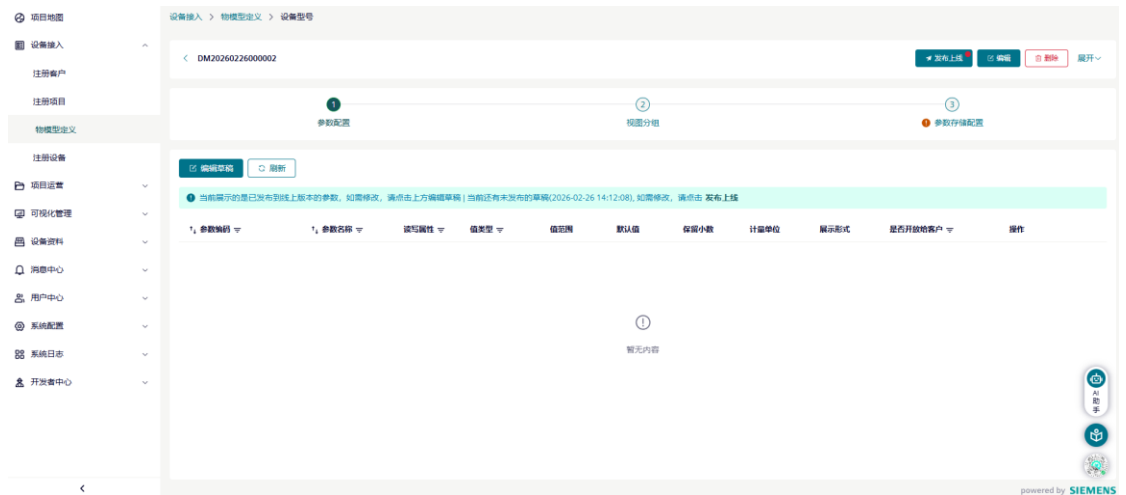 项目地图
设备接入 > 物模型定义 > 设备型号
设备接入
注册客户
注册项目
物模型定义
注册设备
项目运营
可视化管理
设备资料
消息中心
用户中心
系统配置
系统日志
开发者中心
< DM20260226000002
发布上线 编辑 删除 展开
1 2 3
参数配置 视图分组 参数存储配置
编辑草稿 刷新
当前展示的是已发布到线上版本的参数，如需修改，请点击上方编辑草稿 | 当前还有未发布的草稿(2026-02-26 14:12:08), 如需修改，请点击 发布上线
参数编码 参数名称 读写属性 值类型 值范围 默认值 保留小数 计量单位 展示形式 是否开放给客户 操作
暂无内容
AI
助
手
powered by SIEMENS